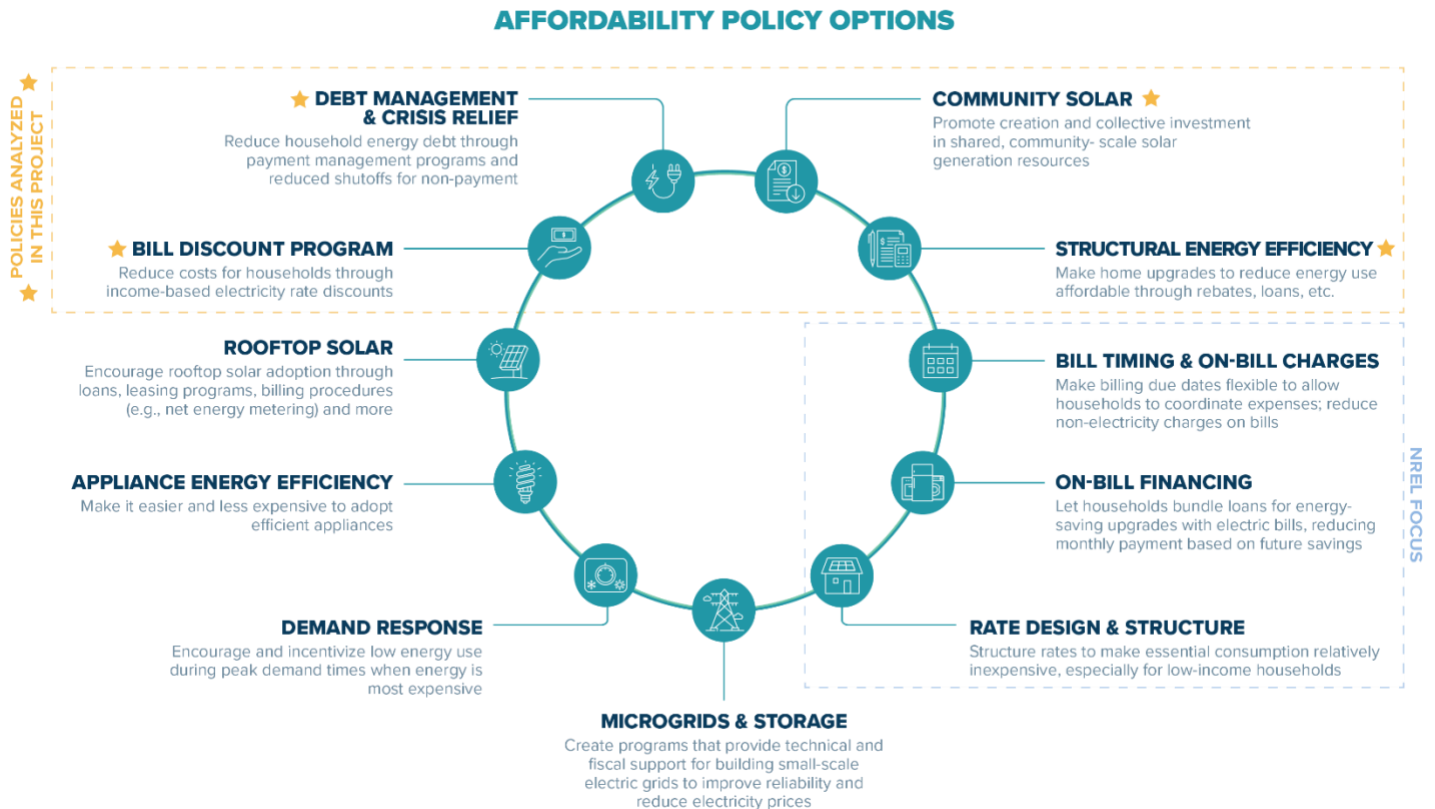 AFFORDABILITY POLICY OPTIONS
POLICIES ANALYZED
IN THIS PROJECT
DEBT MANAGEMENT
& CRISIS RELIEF
Reduce household energy debt through
payment management programs and
reduced shutoffs for non-payment
COMMUNITY SOLAR
Promote creation and collective investment
in shared, community- scale solar
generation resources
BILL DISCOUNT PROGRAM
Reduce costs for households through
income-based electricity rate discounts
STRUCTURAL ENERGY EFFICIENCY
Make home upgrades to reduce energy use
affordable through rebates, loans, etc.
ROOFTOP SOLAR
Encourage rooftop solar adoption through
loans, leasing programs, billing procedures
(e.g., net energy metering) and more
BILL TIMING & ON-BILL CHARGES
Make billing due dates flexible to allow
households to coordinate expenses; reduce
non-electricity charges on bills
APPLIANCE ENERGY EFFICIENCY
Make it easier and less expensive to adopt
efficient appliances
ON-BILL FINANCING
Let households bundle loans for energy-
saving upgrades with electric bills, reducing
monthly payment based on future savings
NREL FOCUS
DEMAND RESPONSE
Encourage and incentivize low energy use
during peak demand times when energy is
most expensive
RATE DESIGN & STRUCTURE
Structure rates to make essential consumption relatively
inexpensive, especially for low-income households
MICROGRIDS & STORAGE
Create programs that provide technical and
fiscal support for building small-scale
electric grids to improve reliability and
reduce electricity prices